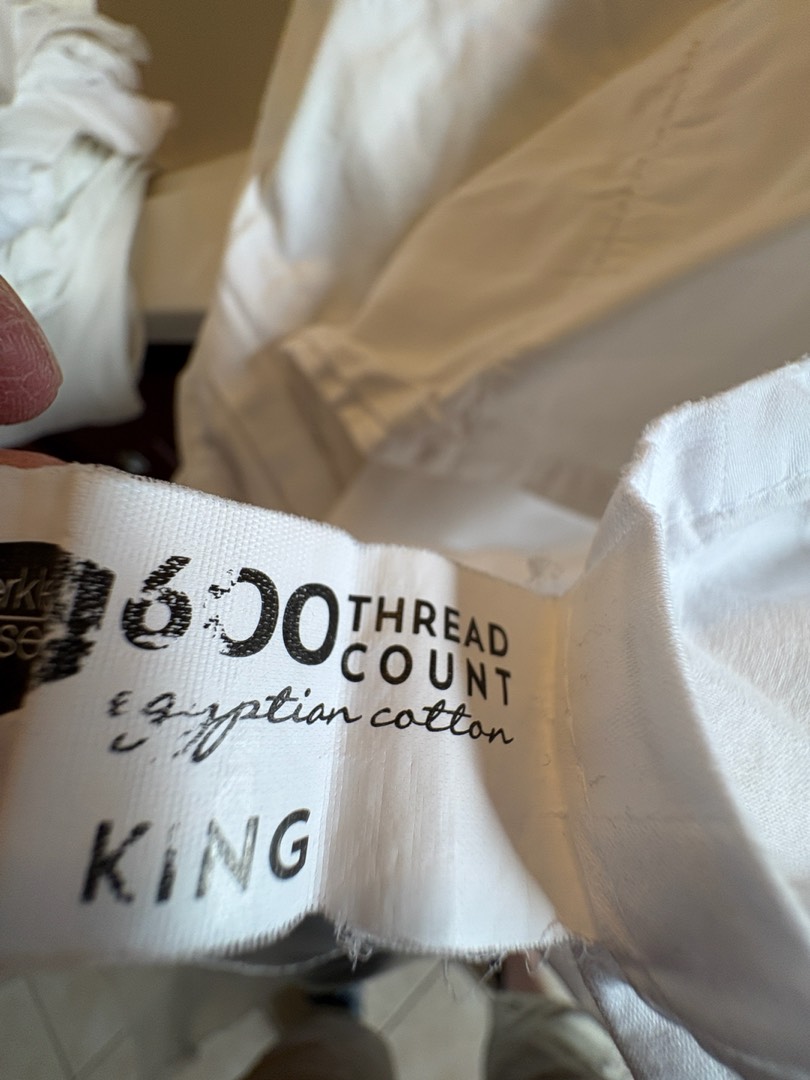 600 THREAD
COUNT
egyptian cotton
KING